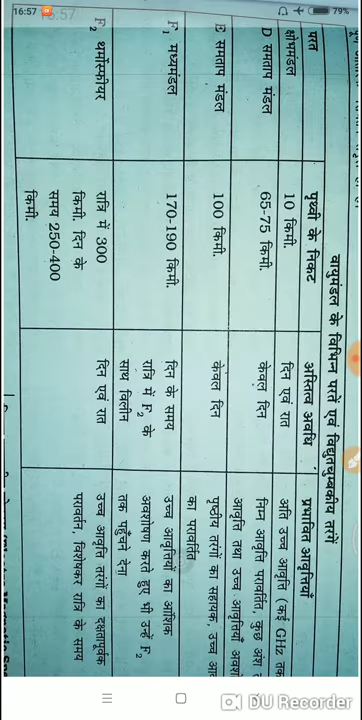 16:57
79%
वायुमंडल के विभिन्न परतें एवं विद्युतचुम्बकीय तरंगें
परत पृथ्वी के निकट अस्तित्व अवधि प्रभावित आवृत्तियाँ
क्षोभमंडल 10 किमी. दिन एवं रात अति उच्च आवृति (कई GHz तक
D समताप मंडल 65-75 किमी. केवल दिन निम्न आवृति परावर्तित, कुछ अंश
आवृत्ति तथा उच्च आवृत्तियाँ
E समताप मंडल 100 किमी. केवल दिन पृष्ठीय तरंगों का सहायक, उच्च
का परावर्तित
F₁ मध्यमंडल 170-190 किमी. दिन के समय उच्च आवृत्तियों का आंशिक
रात्रि में F₂ के अवशोषण करते हुए भी उन्हें F₂
साथ विलीन तक पहुँचने देना
F₂ थर्मोस्फीयर रात्रि में 300 दिन एवं रात उच्च आवृति तरंगों का दक्षतापूर्वक
किमी. दिन के परावर्तन, विशेषकर रात्रि के समय
समय 250-400
किमी.
DU Recorder